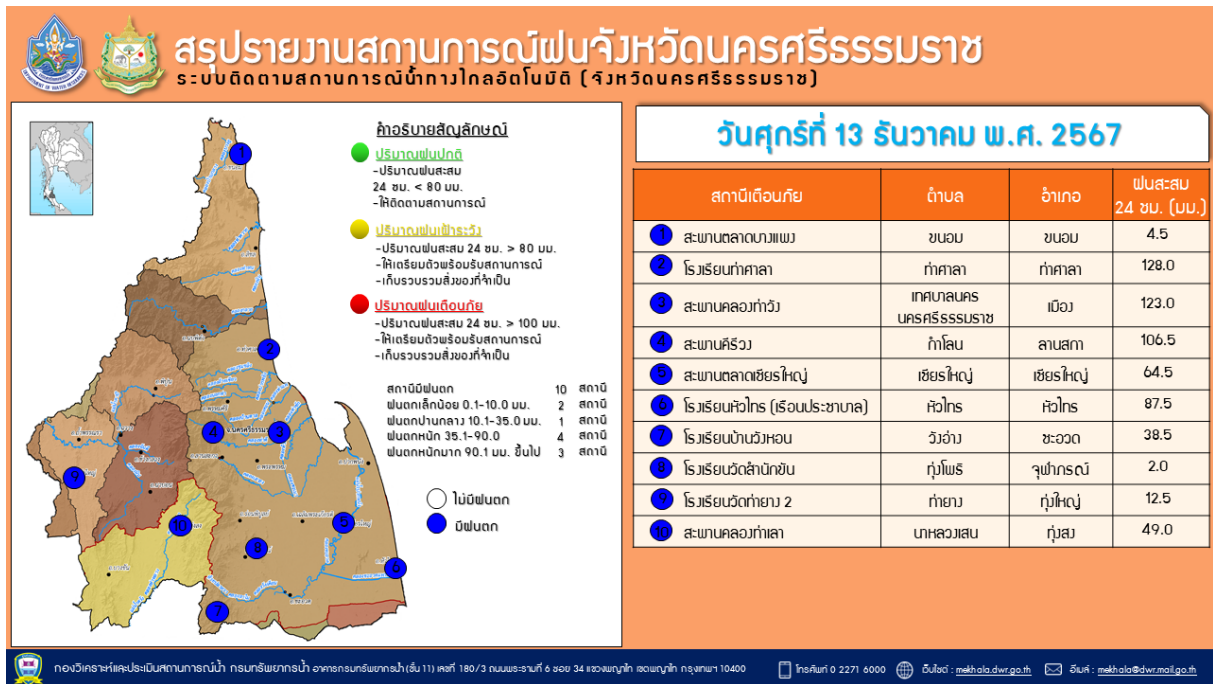 สรุปรายงานสถานการณ์ฝนจังหวัดนครศรีธรรมราช
ระบบติดตามสถานการณ์น้ำทางไกลอัตโนมัติ (จังหวัดนครศรีธรรมราช)
คำอธิบายสัญลักษณ์
ปริมาณฝนปกติ
-ปริมาณฝนสะสม
24 ชม. < 80 มม.
-ให้ติดตามสถานการณ์
ปริมาณฝนเฝ้าระวัง
-ปริมาณฝนสะสม 24 ชม. > 80 มม.
-ให้เตรียมตัวพร้อมรับสถานการณ์
-เก็บรวบรวมสิ่งของที่จำเป็น
ปริมาณฝนเตือนภัย
-ปริมาณฝนสะสม 24 ชม. > 100 มม.
-ให้เตรียมตัวพร้อมรับสถานการณ์
-เก็บรวบรวมสิ่งของที่จำเป็น
สถานีมีฝนตก 10 สถานี
ฝนตกเล็กน้อย 0.1-10.0 มม. 2 สถานี
ฝนตกปานกลาง 10.1-35.0 มม. 1 สถานี
ฝนตกหนัก 35.1-90.0 4 สถานี
ฝนตกหนักมาก 90.1 มม. ขึ้นไป 3 สถานี
ไม่มีฝนตก
มีฝนตก
1
2
4
3
9
10
5
8
6
7
วันศุกร์ที่ 13 ธันวาคม พ.ศ. 2567
สถานีเตือนภัย ตำบล อำเภอ ฝนสะสม
24 ชม. (มม.)
1 สะพานตลาดบางแพง ขนอม ขนอม 4.5
2 โรงเรียนท่าศาลา ท่าศาลา ท่าศาลา 128.0
3 สะพานคลองท่าวัง เทศบาลนคร
นครศรีธรรมราช เมือง 123.0
4 สะพานคีรีวง กำโลน ลานสกา 106.5
5 สะพานตลาดเชียรใหญ่ เชียรใหญ่ เชียรใหญ่ 64.5
6 โรงเรียนหัวไทร (เรือนประชาบาล) หัวไทร หัวไทร 87.5
7 โรงเรียนบ้านวังหอน วังอ่าง ชะอวด 38.5
8 โรงเรียนวัดสำนักขัน ทุ่งโพธิ จุฬาภรณ์ 2.0
9 โรงเรียนวัดท่ายาง 2 ท่ายาง ทุ่งใหญ่ 12.5
10 สะพานคลองท่าเลา นาหลวงเสน ทุ่งสง 49.0
กองวิเคราะห์และประเมินสถานการณ์น้ำ กรมทรัพยากรน้ำ อาคารกรมทรัพยากรน้ำ (ชั้น 11) เลขที่ 180/3 ถนนพระรามที่ 6 ซอย 34 แขวงพญาไท เขตพญาไท กรุงเทพฯ 10400 โทรศัพท์ 0 2271 6000 เว็บไซต์ : mekhala.dwr.go.th อีเมล์ : mekhala@dwr.mail.go.th